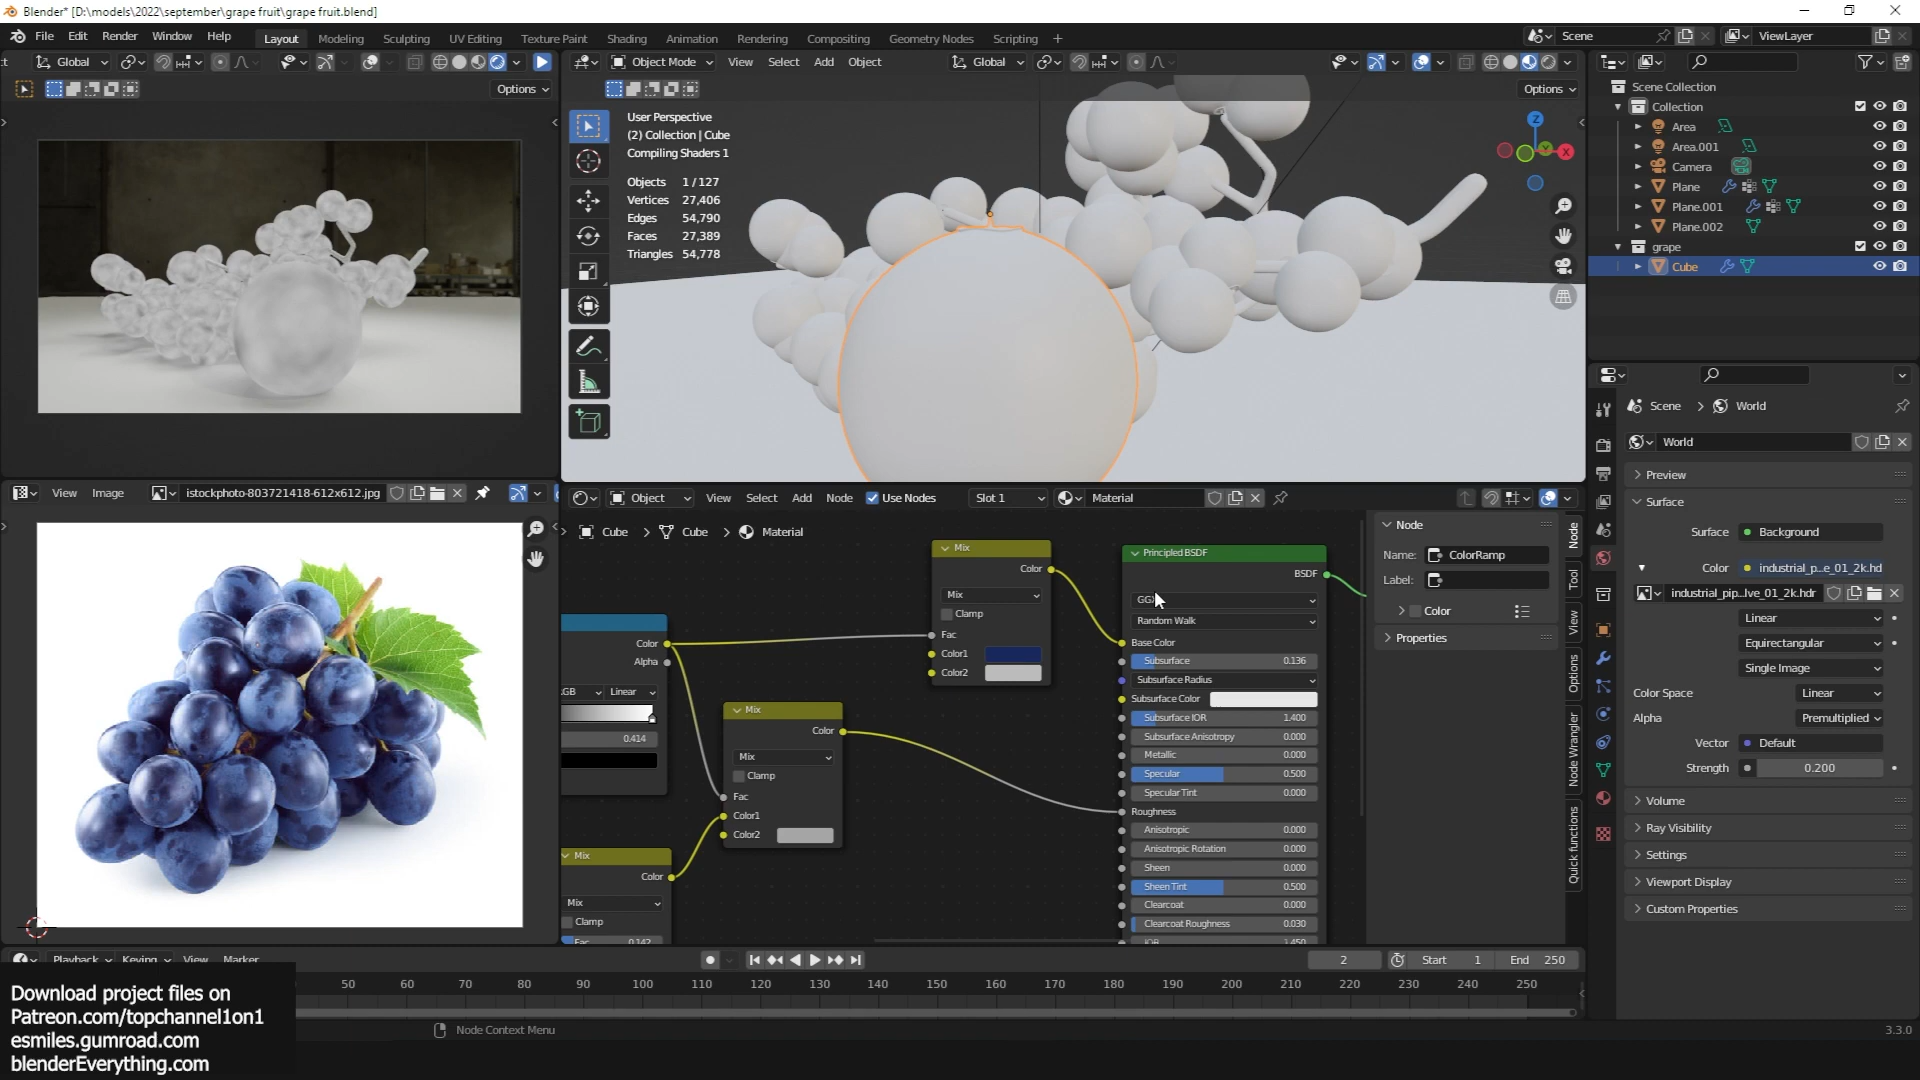 Blender* [D:\models\2022\september\grape fruit\grape fruit.blend]
File Edit Render Window Help Layout Modeling Sculpting UV Editing Texture Paint Shading Animation Rendering Compositing Geometry Nodes Scripting +
Scene ViewLayer
Global
Object Mode View Select Add Object Global
Options
Options
User Perspective
(2) Collection | Cube
Compiling Shaders 1
Objects 1/127
Vertices 27,406
Edges 54,790
Faces 27,389
Triangles 54,778
Z
X
Scene Collection
Collection
Area
Area.001
Camera
Plane
Plane.001
Plane.002
grape
Cube
Scene > World
World
Preview
Surface
Surface Background
Color industrial_p...e_01_2k.hd
industrial_pip...lve_01_2k.hdr
Linear
Equirectangular
Single Image
Color Space Linear
Alpha Premultiplied
Vector Default
Strength 0.200
Volume
Ray Visibility
Settings
Viewport Display
Custom Properties
View Image istockphoto-803721418-612x612.jpg
Object View Select Add Node Use Nodes Slot 1 Material
Cube > Cube > Material
Color
Alpha
Linear
0.414
Mix
Color
Mix
Clamp
Fac 0.142
Mix
Color
Mix
Clamp
Fac
Color1
Color2
Mix
Color
Mix
Clamp
Fac
Color1
Color2
Principled BSDF
BSDF
Random Walk
Base Color
Subsurface 0.136
Subsurface Radius
Subsurface Color
Subsurface IOR 1.400
Subsurface Anisotropy 0.000
Metallic 0.000
Specular 0.500
Specular Tint 0.000
Roughness
Anisotropic 0.000
Anisotropic Rotation 0.000
Sheen 0.000
Sheen Tint 0.500
Clearcoat 0.000
Clearcoat Roughness 0.030
IOR 1.450
Node
Name: ColorRamp
Label:
Color
Properties
Node
Tool
View
Options
Node Wrangler
Quick functions
Playback Keying View Marker
2 Start 1 End 250
50 60 70 80 90 100 110 120 130 140 150 160 170 180 190 200 210 220 230 240 250
Node Context Menu
3.3.0
Download project files on
Patreon.com/topchannel1on1
esmiles.gumroad.com
blenderEverything.com